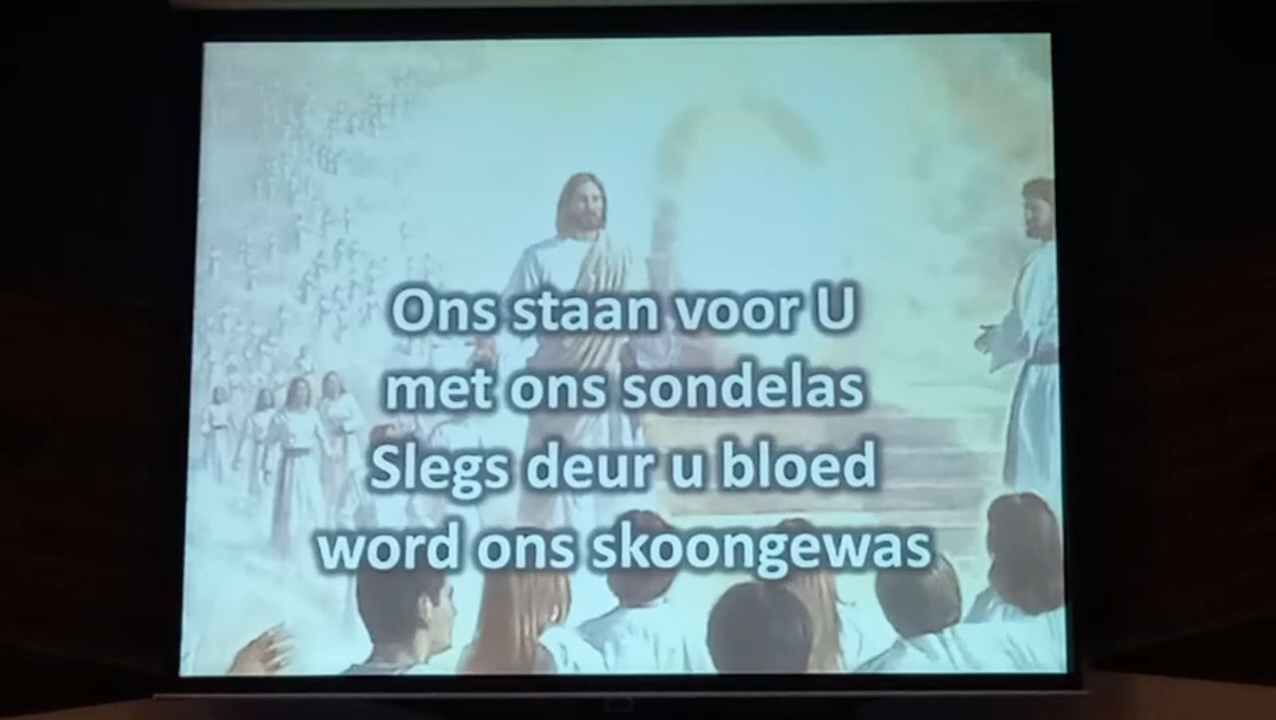 Ons staan voor U
met ons sondelas
Slegs deur u bloed
word ons skoongewas